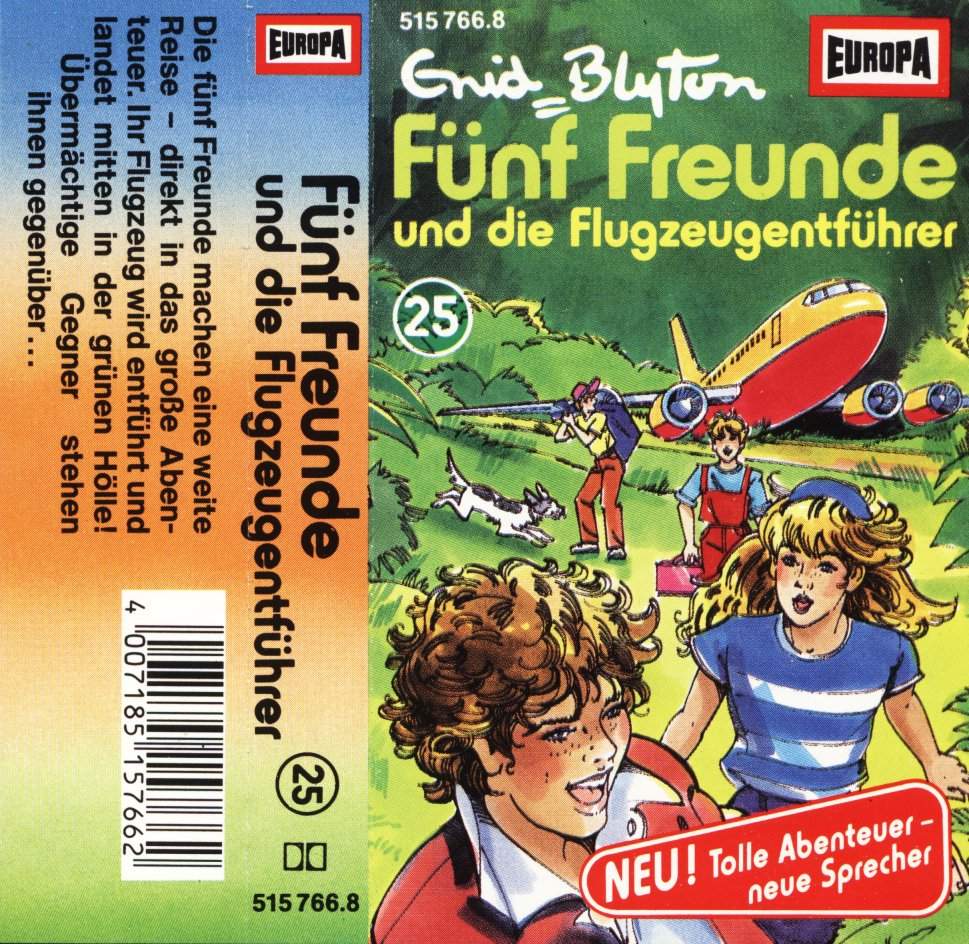 Die fünf Freunde machen eine weite
Reise – direkt in das große Aben-
teuer. Ihr Flugzeug wird entführt und
landet mitten in der grünen Hölle!
Übermächtige Gegner stehen
ihnen gegenüber...
4 007185 157662
EUROPA
Fünf Freunde
und die Flugzeugentführer
25
515 766.8
515 766.8
EUROPA
Enid Blyton
Fünf Freunde
und die Flugzeugentführer
25
NEU! Tolle Abenteuer –
neue Sprecher